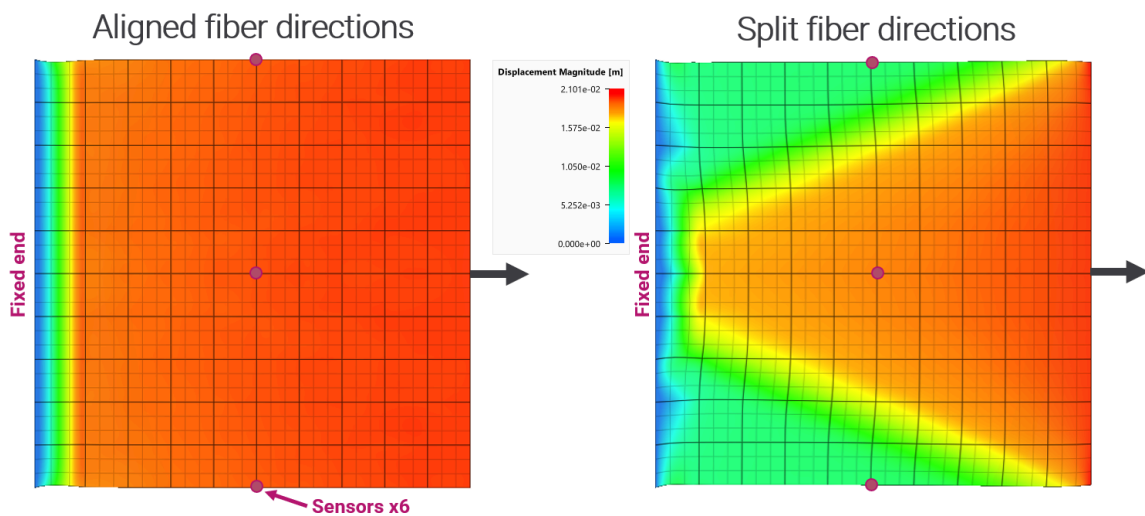 Aligned fiber directions
Split fiber directions
Displacement Magnitude [m]
2.101e-02
1.575e-02
1.050e-02
5.252e-03
0.000e+00
Fixed end
Fixed end
Sensors x6